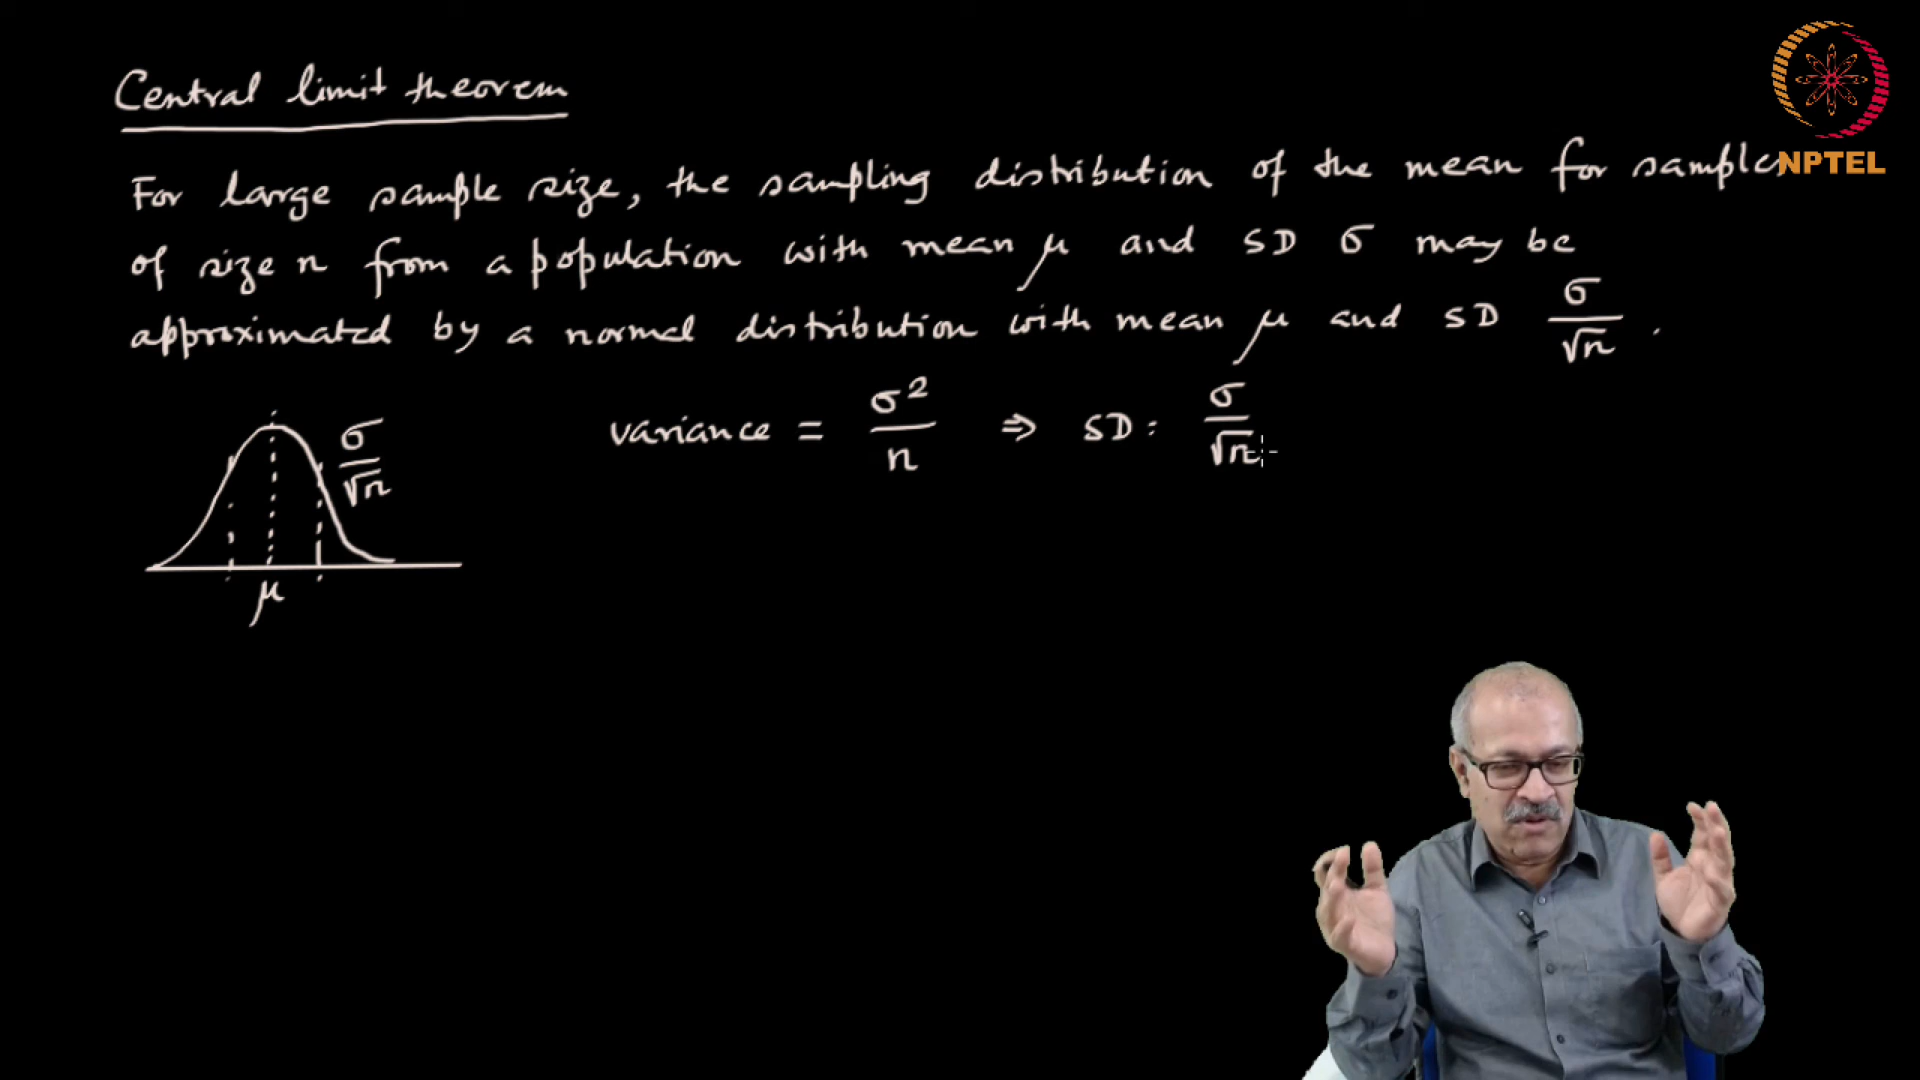 Central limit theorem
NPTEL
For large sample size, the sampling distribution of the mean for samples
of size n from a population with mean μ and SD σ may be
approximated by a normal distribution with mean μ and SD σ/√n .
variance = σ²/n ⇒ SD: σ/√n
σ/√n
μ